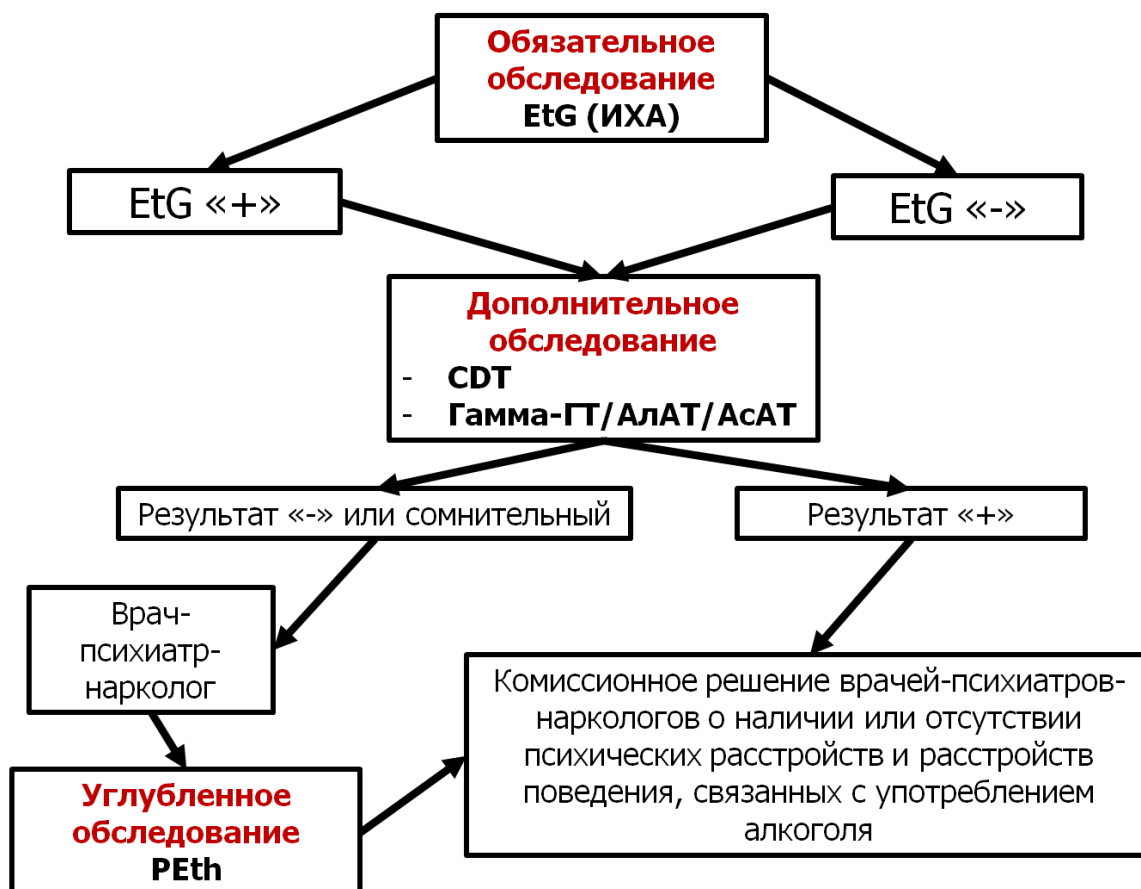 Обязательное
обследование
EtG (ИХА)
EtG «+»
EtG «-»
Дополнительное
обследование
- CDT
- Гамма-ГТ/АлАТ/АсАТ
Результат «-» или сомнительный
Результат «+»
Врач-
психиатр-
нарколог
Комиссионное решение врачей-психиатров-
наркологов о наличии или отсутствии
психических расстройств и расстройств
поведения, связанных с употреблением
алкоголя
Углубленное
обследование
PEth